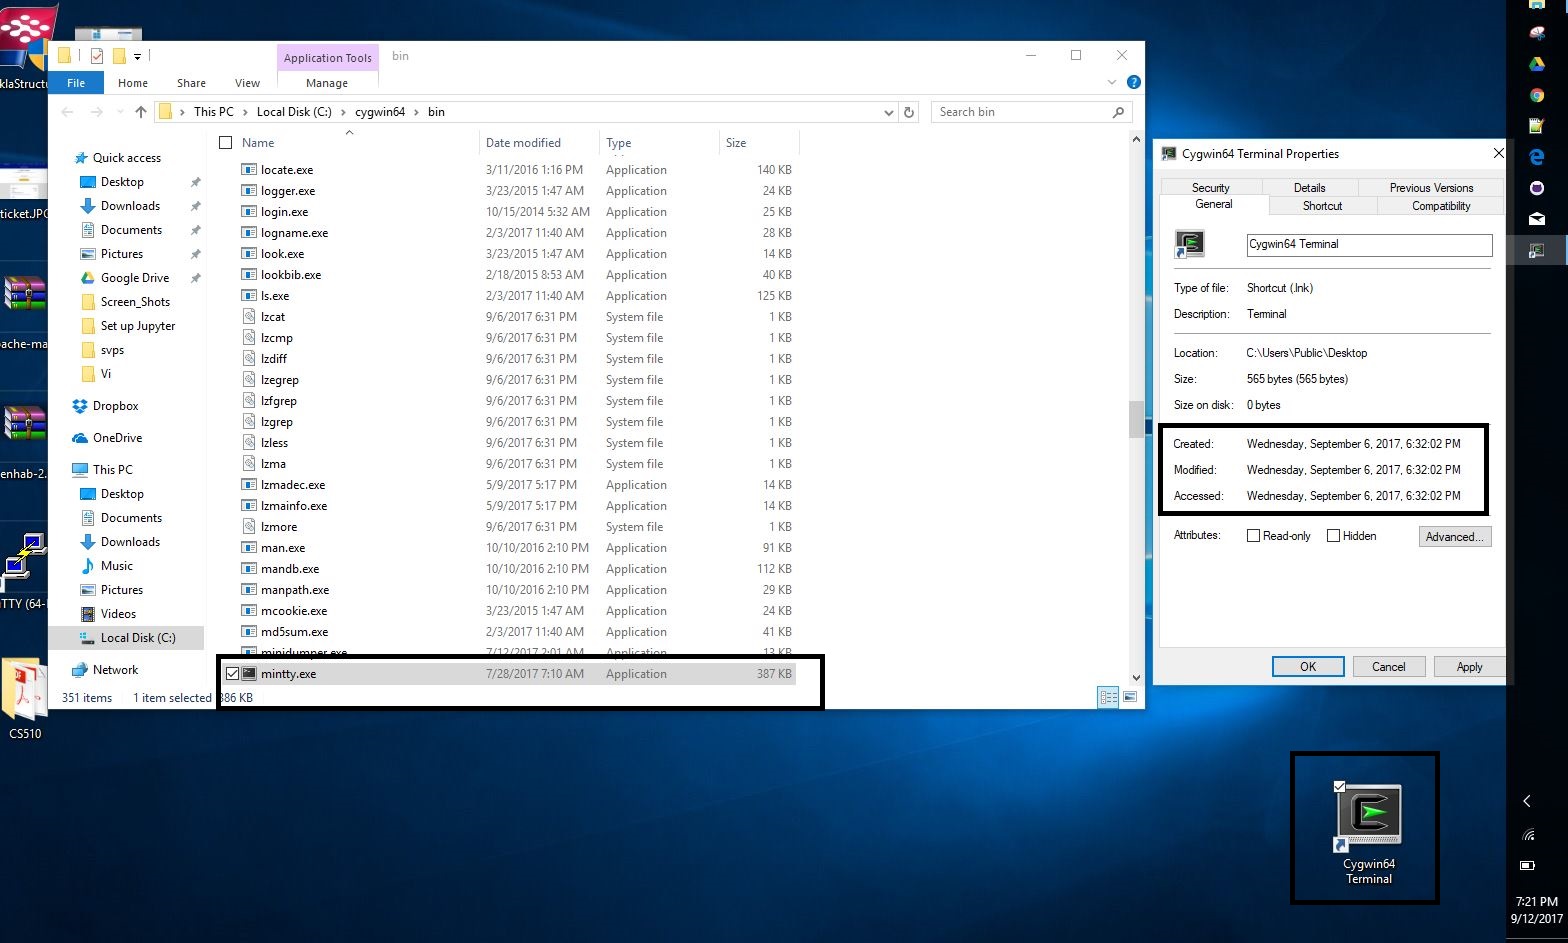 klaStructu
ticket.JPG
ache-ma
enhab-2.
TTY (64-l
CS510
Application Tools
bin
File
Home
Share
View
Manage
This PC
Local Disk (C:)
cygwin64
bin
Search bin
Quick access
Desktop
Downloads
Documents
Pictures
Google Drive
Screen_Shots
Set up Jupyter
svps
Vi
Dropbox
OneDrive
This PC
Desktop
Documents
Downloads
Music
Pictures
Videos
Local Disk (C:)
Network
Name Date modified Type Size
locate.exe 3/11/2016 1:16 PM Application 140 KB
logger.exe 3/23/2015 1:47 AM Application 24 KB
login.exe 10/15/2014 5:32 AM Application 25 KB
logname.exe 2/3/2017 11:40 AM Application 28 KB
look.exe 3/23/2015 1:47 AM Application 14 KB
lookbib.exe 2/18/2015 8:53 AM Application 40 KB
ls.exe 2/3/2017 11:40 AM Application 125 KB
lzcat 9/6/2017 6:31 PM System file 1 KB
lzcmp 9/6/2017 6:31 PM System file 1 KB
lzdiff 9/6/2017 6:31 PM System file 1 KB
lzegrep 9/6/2017 6:31 PM System file 1 KB
lzfgrep 9/6/2017 6:31 PM System file 1 KB
lzgrep 9/6/2017 6:31 PM System file 1 KB
lzless 9/6/2017 6:31 PM System file 1 KB
lzma 9/6/2017 6:31 PM System file 1 KB
lzmadec.exe 5/9/2017 5:17 PM Application 14 KB
lzmainfo.exe 5/9/2017 5:17 PM Application 14 KB
lzmore 9/6/2017 6:31 PM System file 1 KB
man.exe 10/10/2016 2:10 PM Application 91 KB
mandb.exe 10/10/2016 2:10 PM Application 112 KB
manpath.exe 10/10/2016 2:10 PM Application 29 KB
mcookie.exe 3/23/2015 1:47 AM Application 24 KB
md5sum.exe 2/3/2017 11:40 AM Application 41 KB
minidumper.exe 7/12/2017 2:01 AM Application 13 KB
mintty.exe 7/28/2017 7:10 AM Application 387 KB
351 items 1 item selected 386 KB
Cygwin64 Terminal Properties
Security Details Previous Versions
General Shortcut Compatibility
Cygwin64 Terminal
Type of file: Shortcut (.lnk)
Description: Terminal
Location: C:\Users\Public\Desktop
Size: 565 bytes (565 bytes)
Size on disk: 0 bytes
Created: Wednesday, September 6, 2017, 6:32:02 PM
Modified: Wednesday, September 6, 2017, 6:32:02 PM
Accessed: Wednesday, September 6, 2017, 6:32:02 PM
Attributes: Read-only Hidden Advanced...
OK Cancel Apply
Cygwin64
Terminal
7:21 PM
9/12/2017